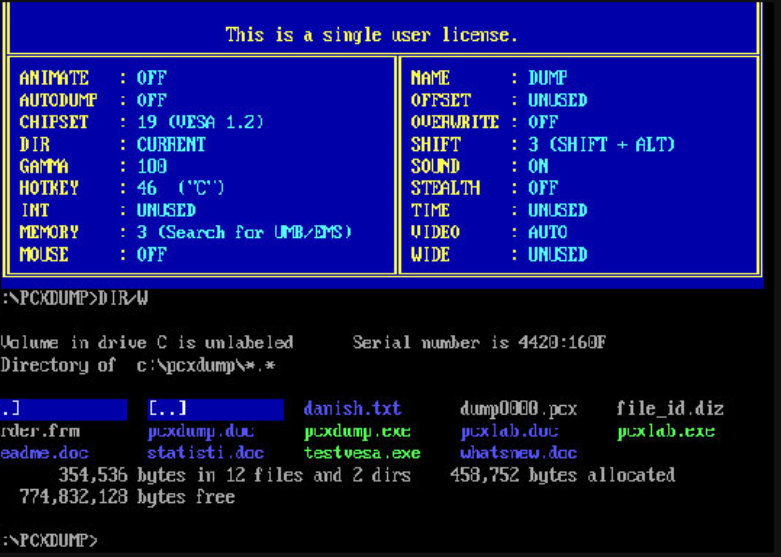 This is a single user license.
ANIMATE : OFF
AUTODUMP : OFF
CHIPSET : 19 (VESA 1.2)
DIR : CURRENT
GAMMA : 100
HOTKEY : 46 ("C")
INT : UNUSED
MEMORY : 3 (Search for UMB/EMS)
MOUSE : OFF
NAME : DUMP
OFFSET : UNUSED
OVERWRITE : OFF
SHIFT : 3 (SHIFT + ALT)
SOUND : ON
STEALTH : OFF
TIME : UNUSED
VIDEO : AUTO
WIDE : UNUSED
:\PCXDUMP>DIR/W
Volume in drive C is unlabeled Serial number is 4420:160F
Directory of c:\pcxdump\*.*
.] [..] danish.txt dump0000.pcx file_id.diz
rder.frm pcxdump.doc pcxdump.exe pcxlab.doc pcxlab.exe
eadme.doc statisti.doc testvesa.exe whatsnew.doc
354,536 bytes in 12 files and 2 dirs 458,752 bytes allocated
774,832,128 bytes free
:\PCXDUMP>